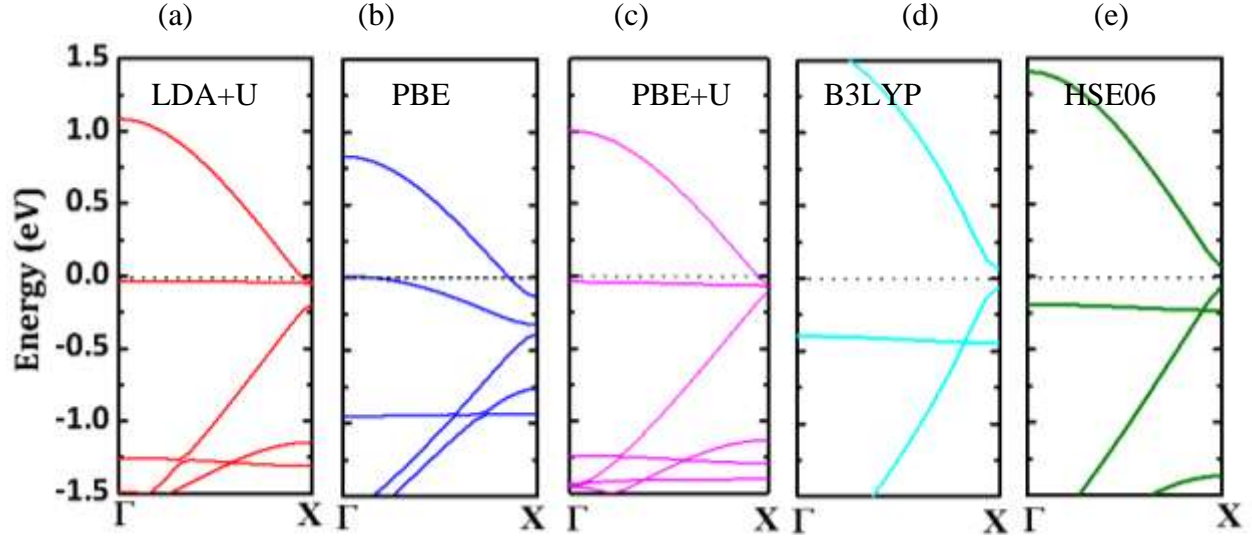 (a) (b) (c) (d) (e)
LDA+U PBE PBE+U B3LYP HSE06
Energy (eV)
1.5
1.0
0.5
0.0
-0.5
-1.0
-1.5
Γ X Γ X Γ X Γ X Γ X